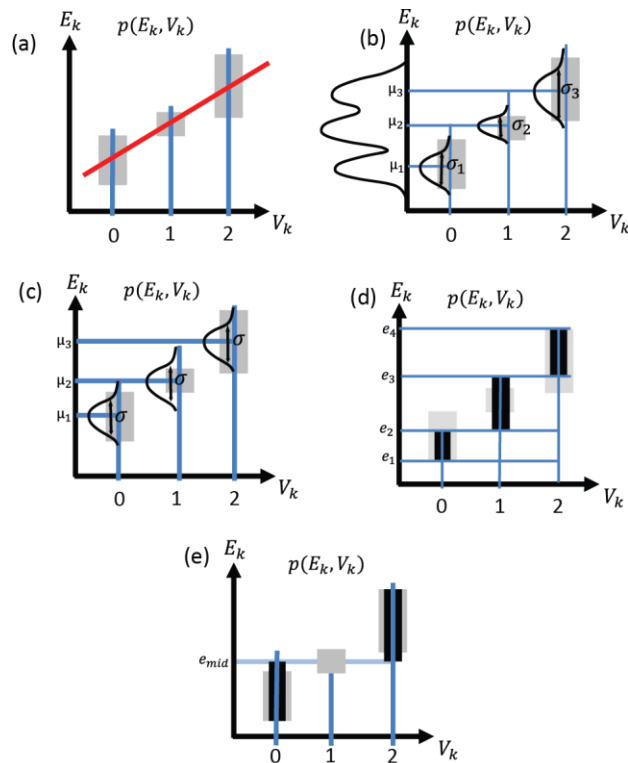 (a)
E_k
p(E_k, V_k)
0
1
2
V_k
(b)
E_k
p(E_k, V_k)
μ_3
μ_2
μ_1
σ_3
σ_2
σ_1
0
1
2
V_k
(c)
E_k
p(E_k, V_k)
μ_3
μ_2
μ_1
σ
σ
σ
0
1
2
V_k
(d)
E_k
p(E_k, V_k)
e_4
e_3
e_2
e_1
0
1
2
V_k
(e)
E_k
p(E_k, V_k)
e_mid
0
1
2
V_k